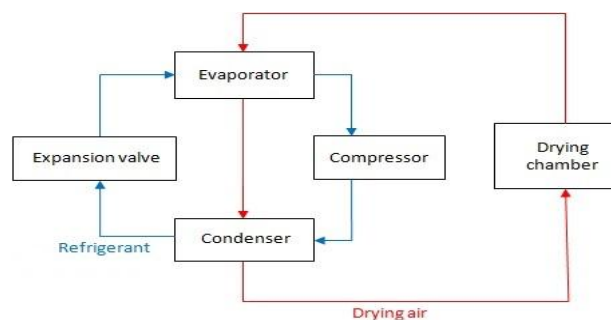 Evaporator
Expansion valve
Compressor
Drying
chamber
Condenser
Refrigerant
Drying air